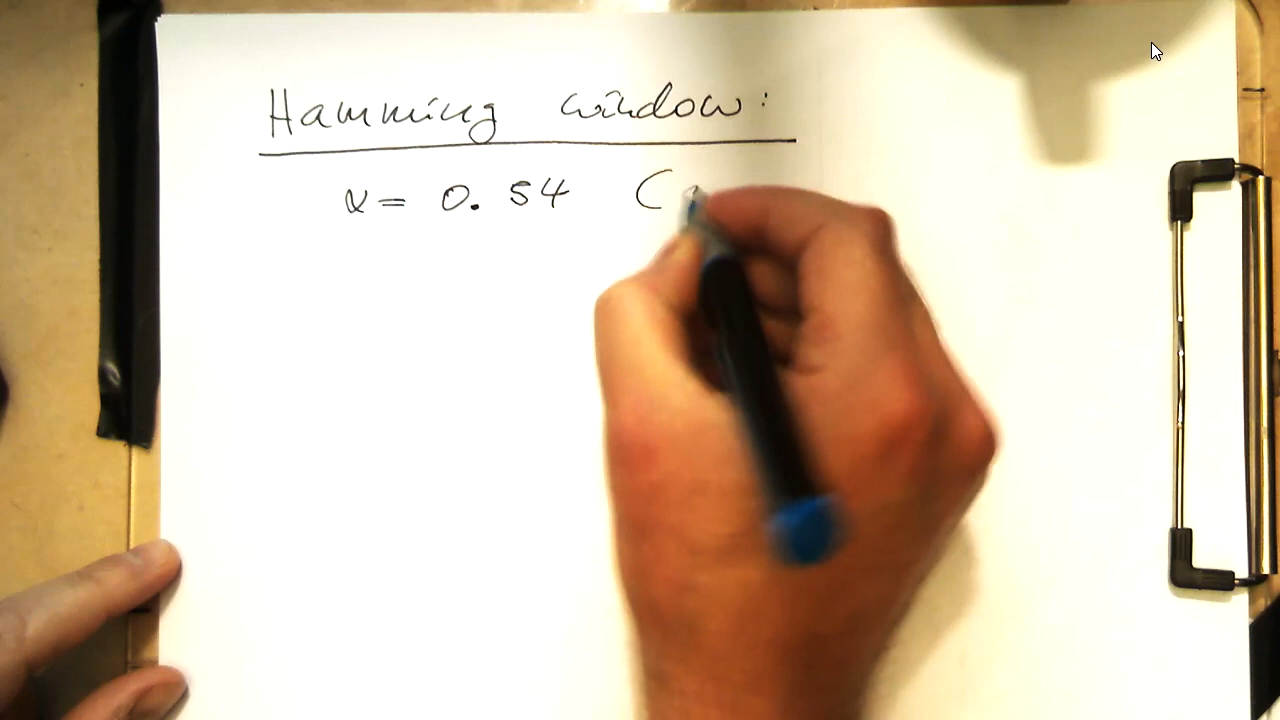 Hamming window:
α = 0.54 (